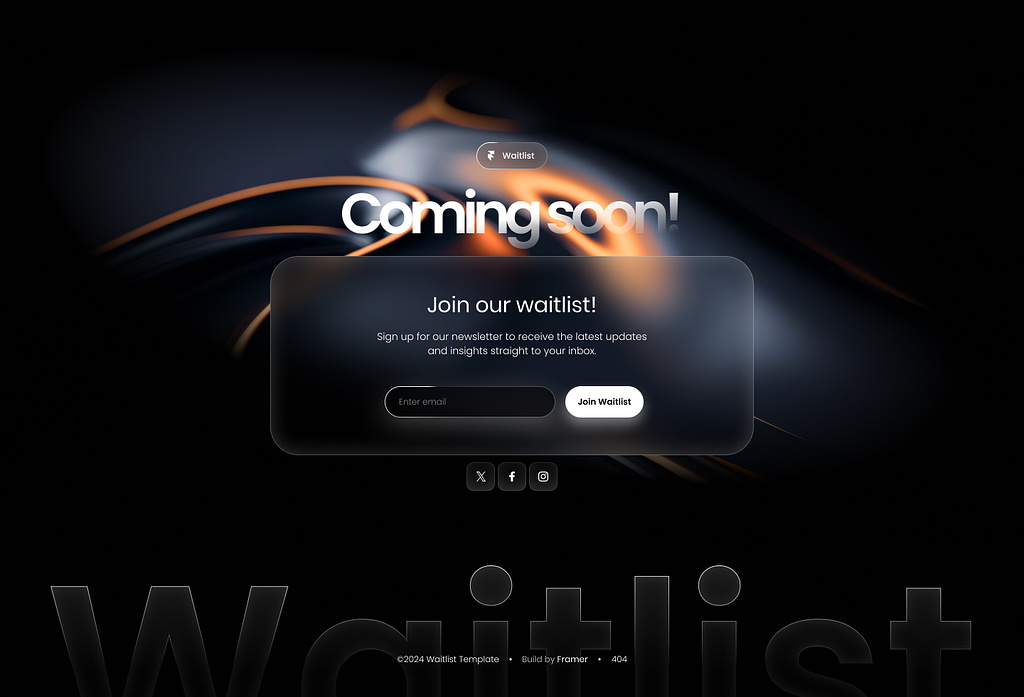 Waitlist
Coming soon!
Join our waitlist!
Sign up for our newsletter to receive the latest updates
and insights straight to your inbox.
Enter email
Join Waitlist
Waitlist
©2024 Waitlist Template • Build by Framer • 404